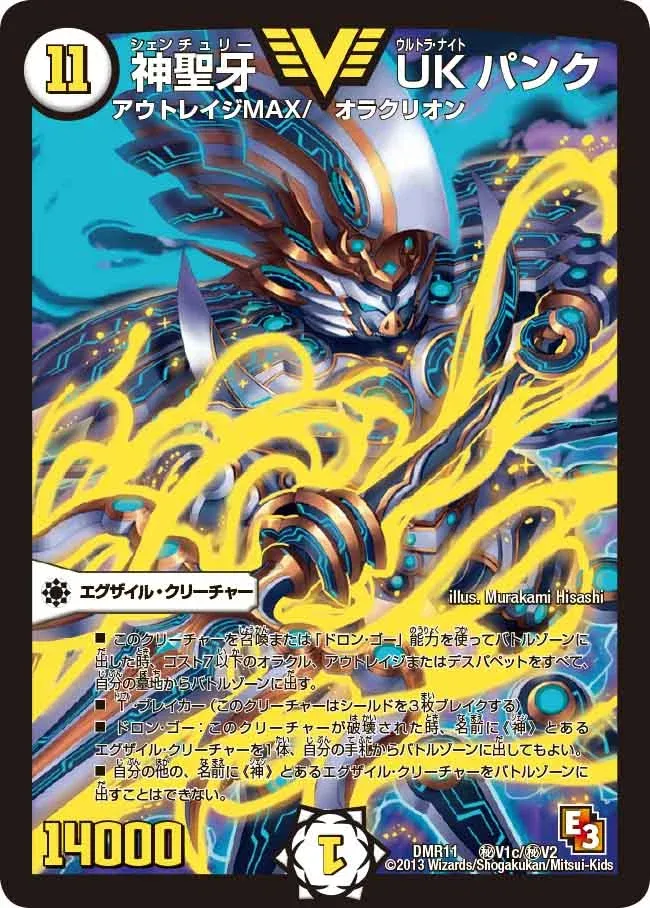 11
シェンチュリー
神聖牙
V
ウルトラ・ナイト
UK パンク
アウトレイジMAX/ オラクリオン
エグザイル・クリーチャー
illus. Murakami Hisashi
■ このクリーチャーを召喚または「ドロン・ゴー」能力を使ってバトルゾーンに
出した時、コスト7以下のオラクル、アウトレイジまたはデスパペットをすべて、
自分の墓地からバトルゾーンに出す。
■ T・ブレイカー (このクリーチャーはシールドを3枚ブレイクする)
■ ドロン・ゴー：このクリーチャーが破壊された時、名前に《神》とある
エグザイル・クリーチャーを1体、自分の手札からバトルゾーンに出してもよい。
■ 自分の他の、名前に《神》とあるエグザイル・クリーチャーをバトルゾーンに
出すことはできない。
14000
1
DMR11 ㊙V1c/㊙V2
E3
©2013 Wizards/Shogakukan/Mitsui-Kids